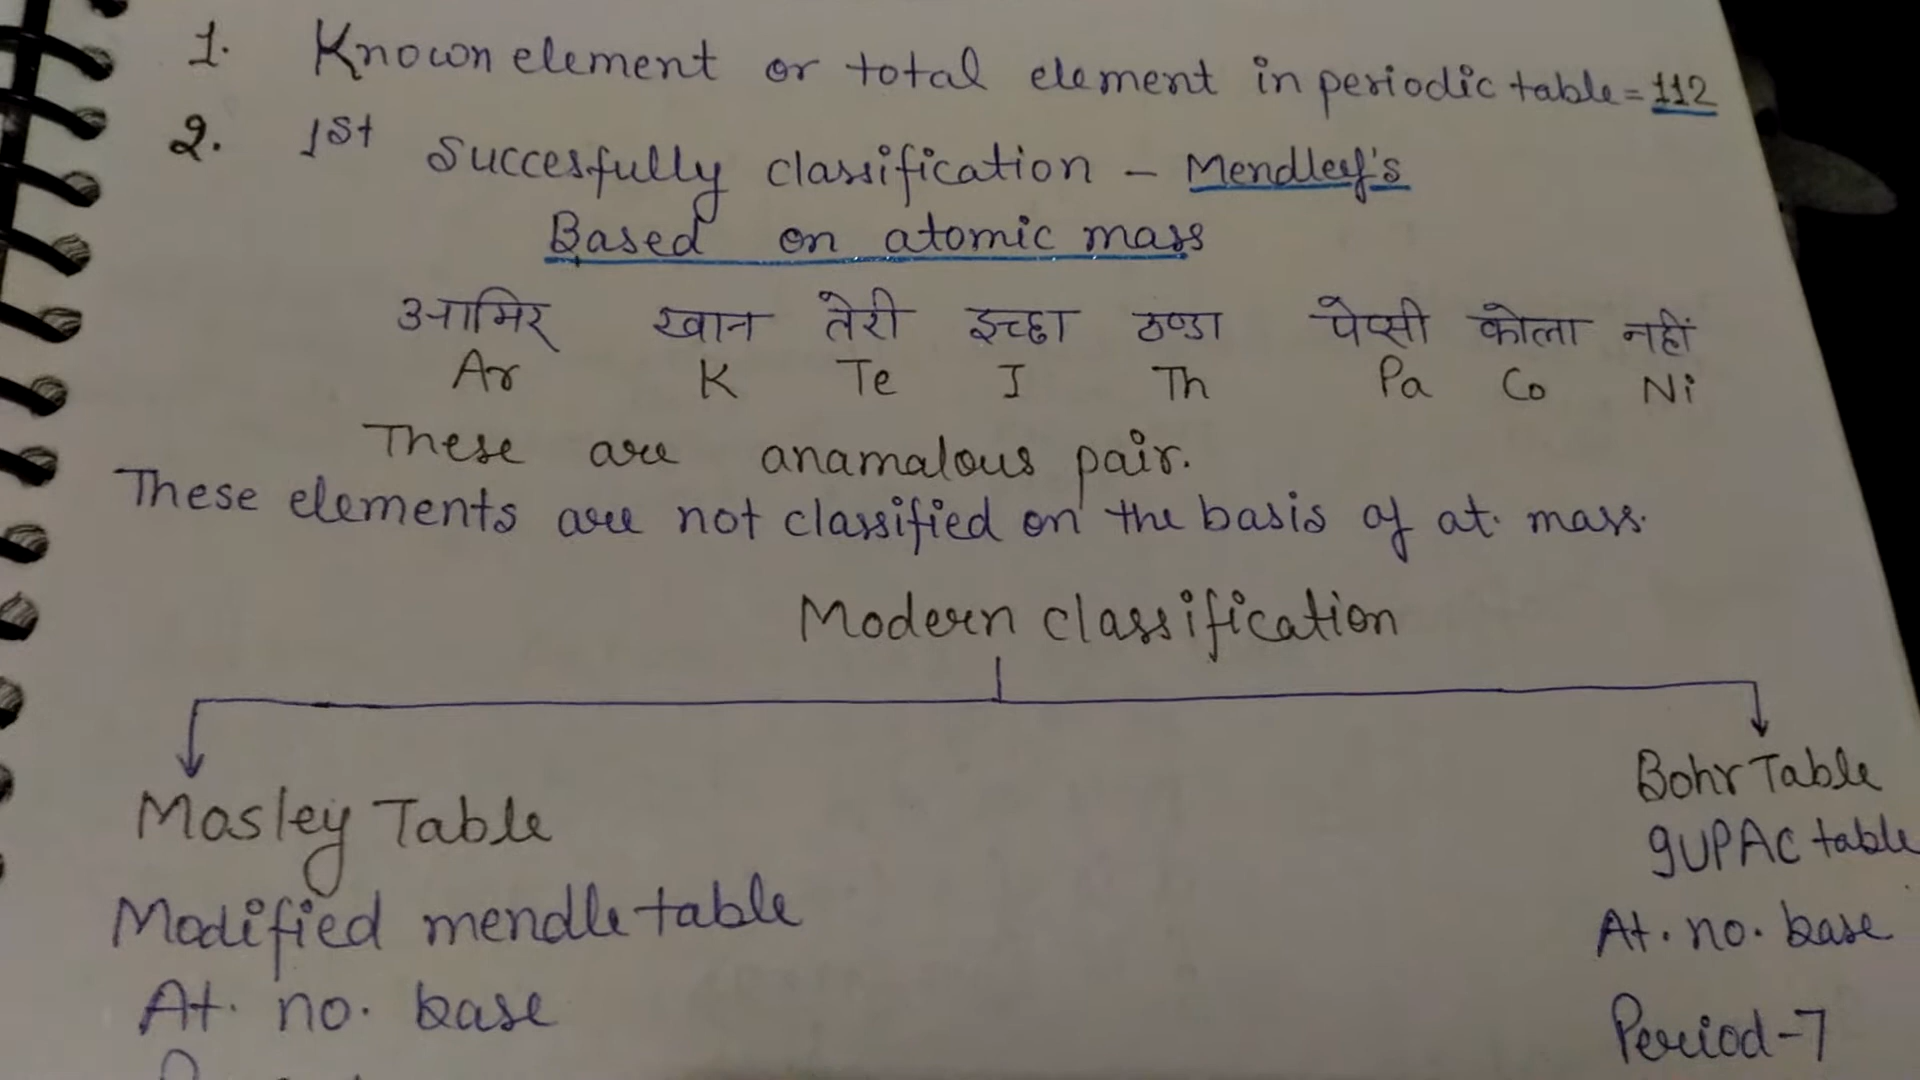 1. Known element or total element in periodic table = 112
2. 1st Succesfully classification - Mendleef's
Based on atomic mass
आमिर खान तेरी इच्छा ठण्डा पेप्सी कोला नहीं
Ar K Te I Th Pa Co Ni
These are anamalous pair.
These elements are not classified on the basis of at. mass.
Modern classification
Mosley Table
Modified mendle table
At. no. base
Bohr Table
IUPAC table
At. no. base
Period-7